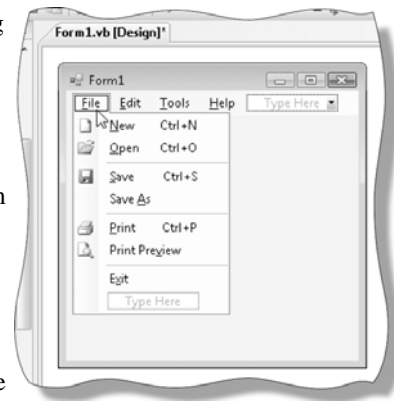 g
Form1.vb [Design]*
Form1
File Edit Tools Help Type Here
New Ctrl+N
Open Ctrl+O
Save Ctrl+S
Save As
n
Print Ctrl+P
Print Preview
Exit
Type Here
e